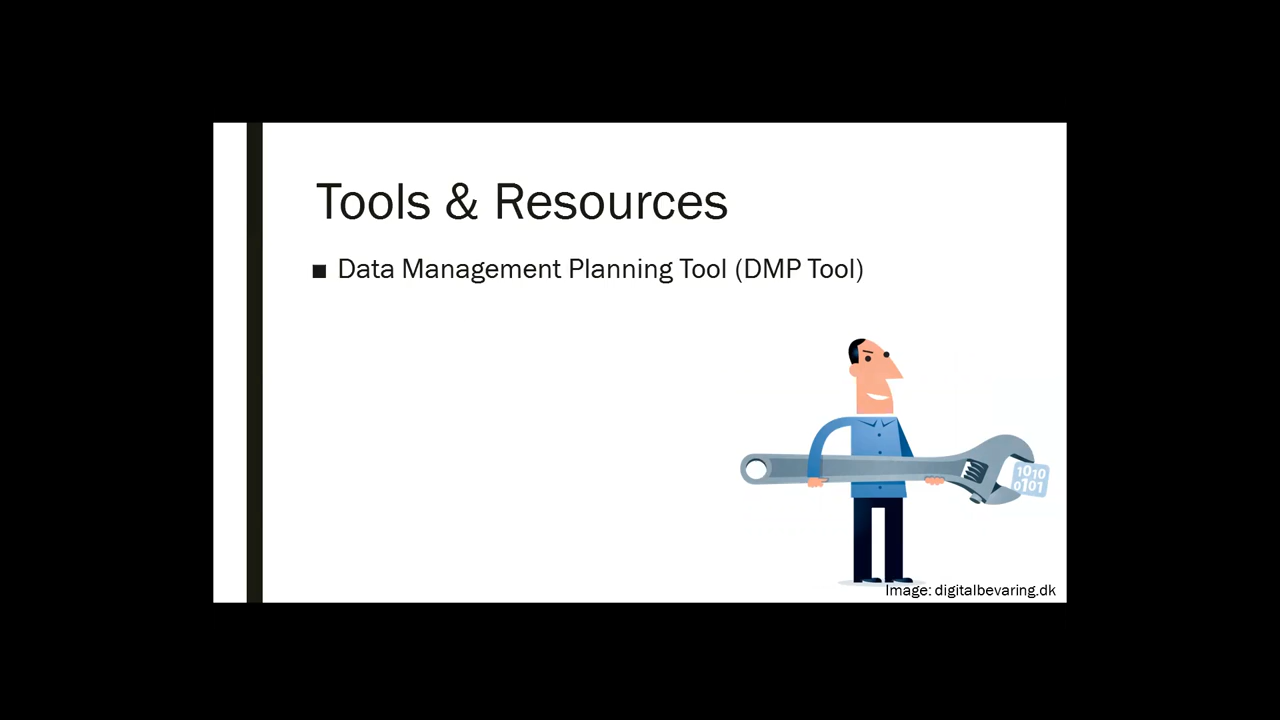 Tools & Resources
■ Data Management Planning Tool (DMP Tool)
1010
0101
Image: digitalbevaring.dk